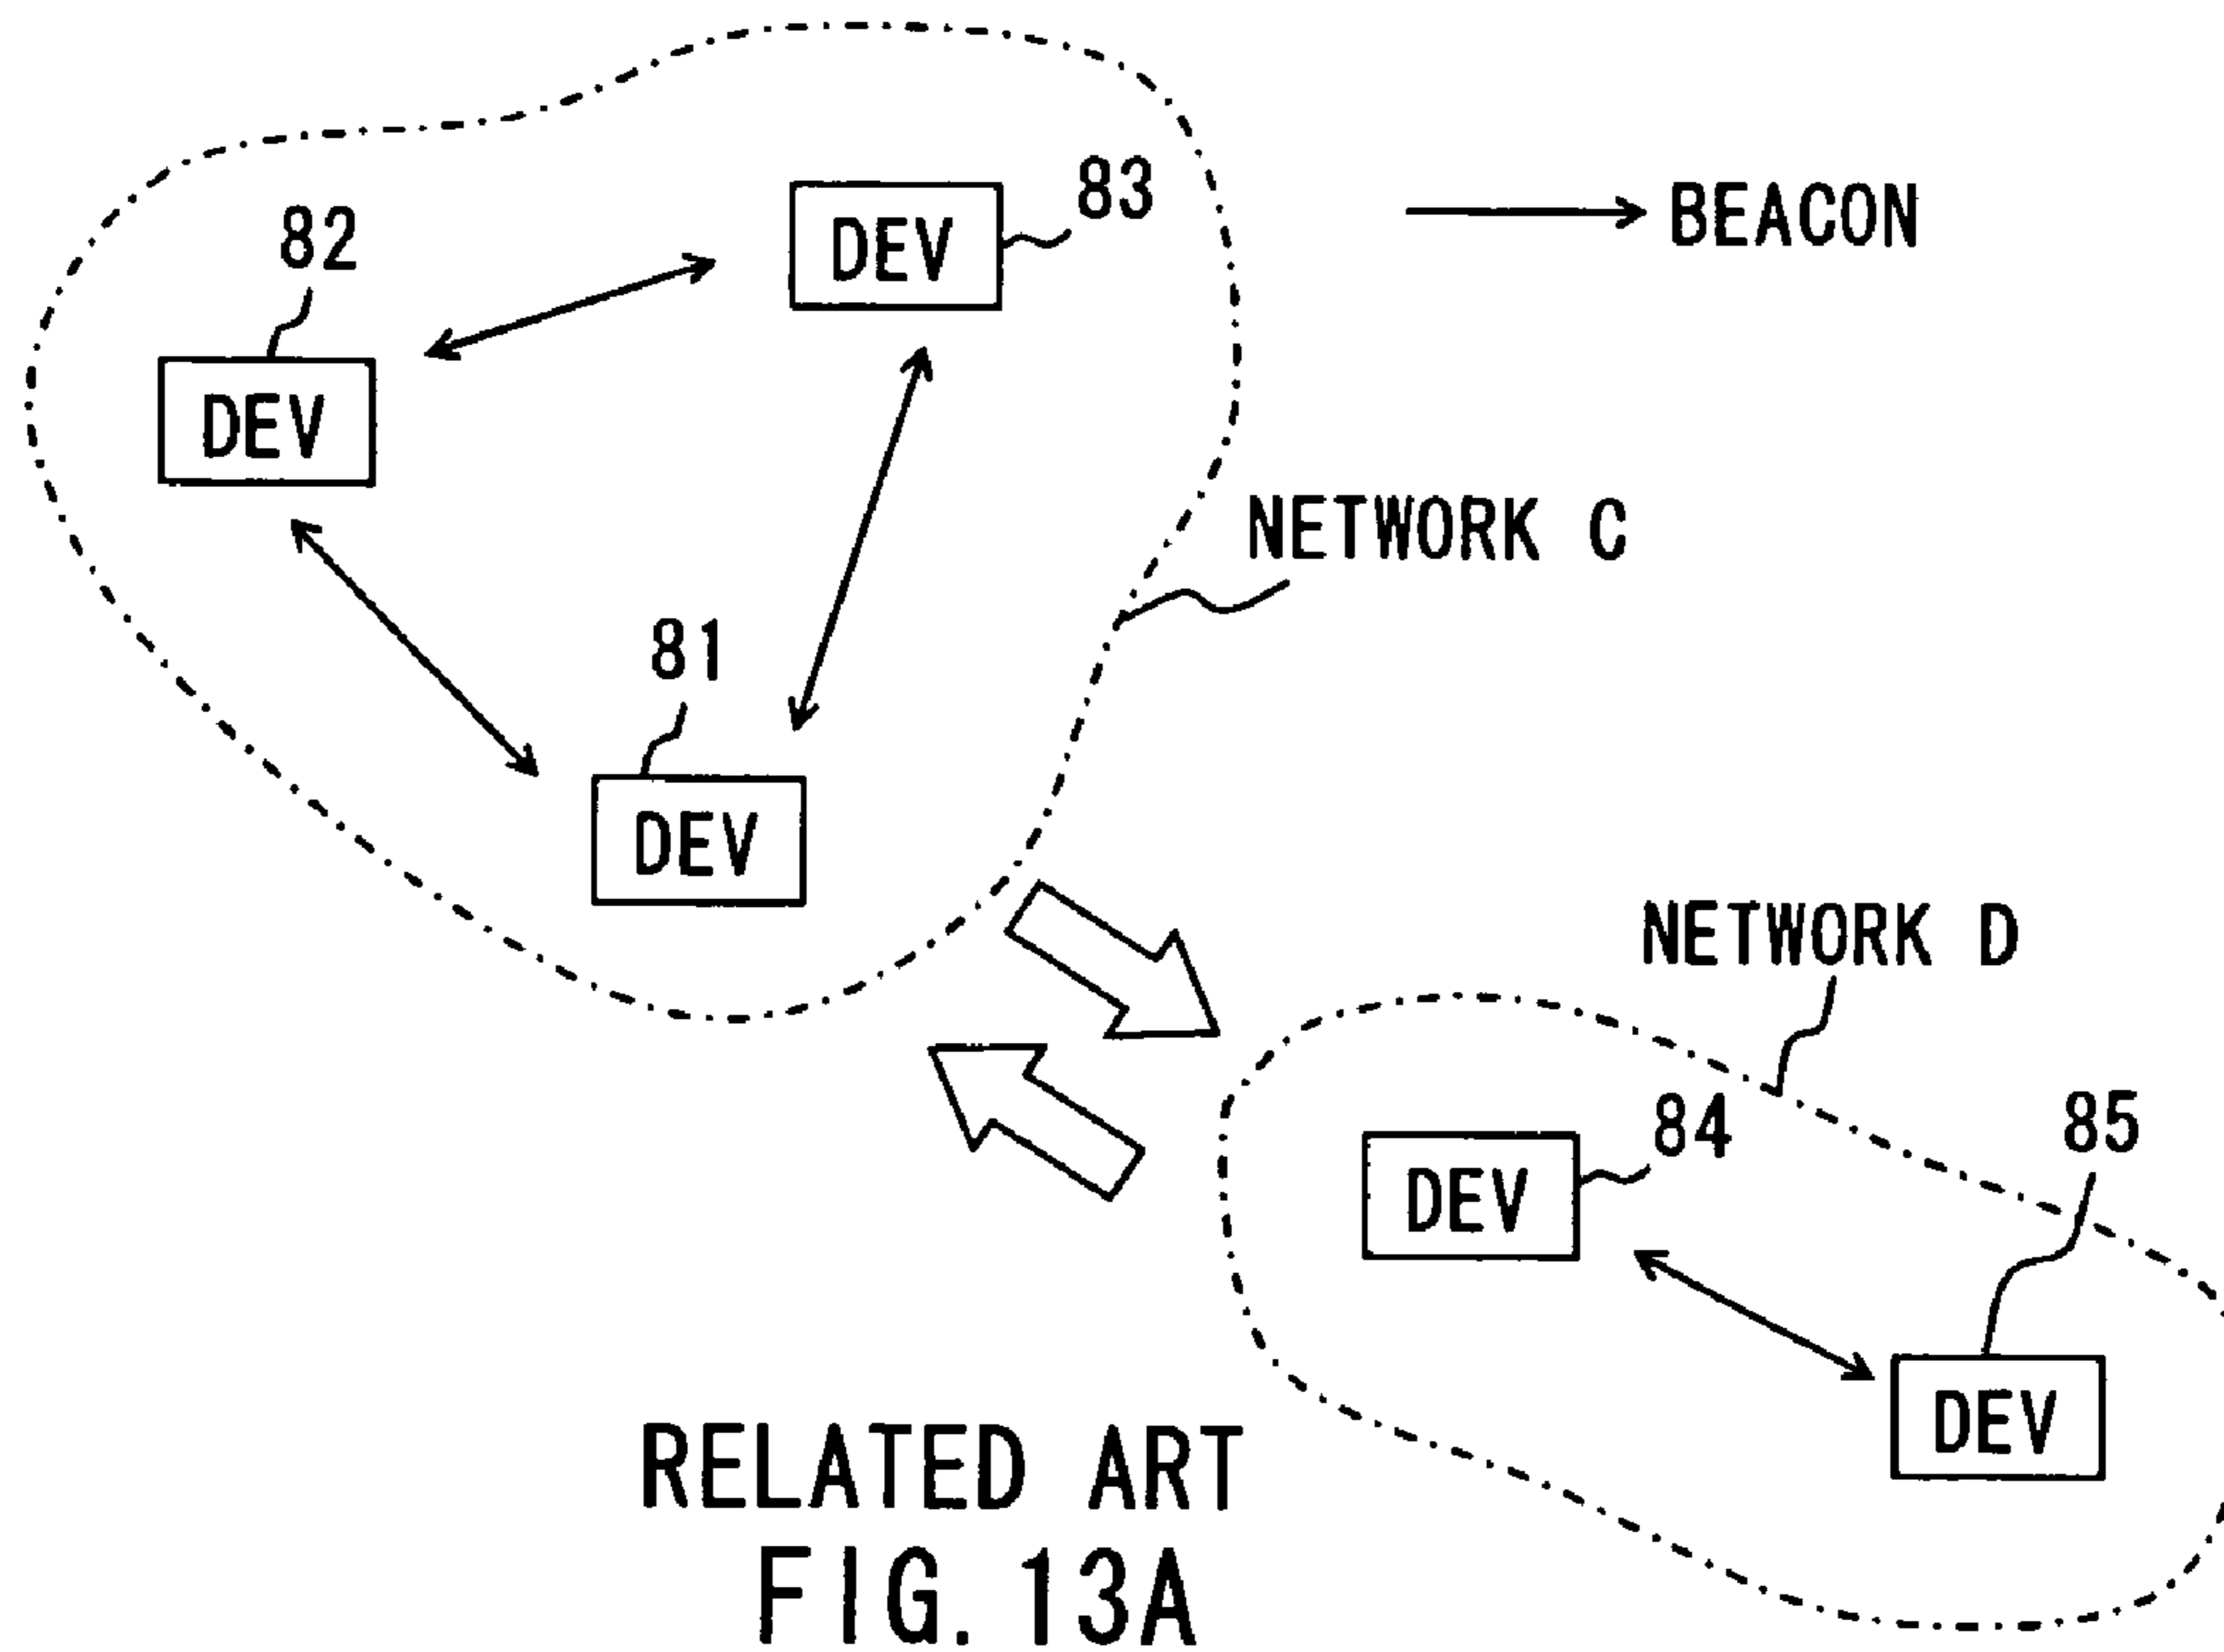 83
BEACON
82
DEV
DEV
NETWORK C
81
DEV
NETWORK D
84
85
DEV
DEV
RELATED ART
FIG. 13A